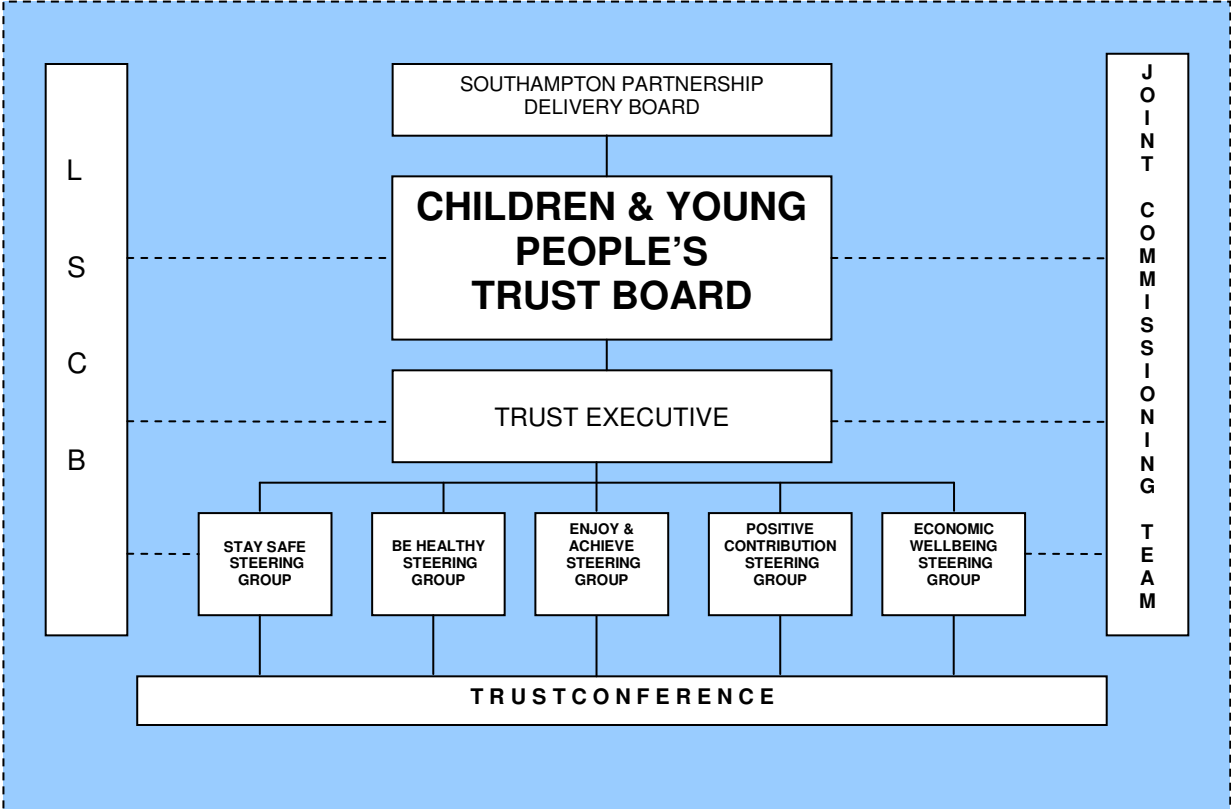 L
S
C
B
SOUTHAMPTON PARTNERSHIP
DELIVERY BOARD
CHILDREN & YOUNG
PEOPLE'S
TRUST BOARD
TRUST EXECUTIVE
STAY SAFE
STEERING
GROUP
BE HEALTHY
STEERING
GROUP
ENJOY &
ACHIEVE
STEERING
GROUP
POSITIVE
CONTRIBUTION
STEERING
GROUP
ECONOMIC
WELLBEING
STEERING
GROUP
T R U S T C O N F E R E N C E
J
O
I
N
T
C
O
M
M
I
S
S
I
O
N
I
N
G
T
E
A
M